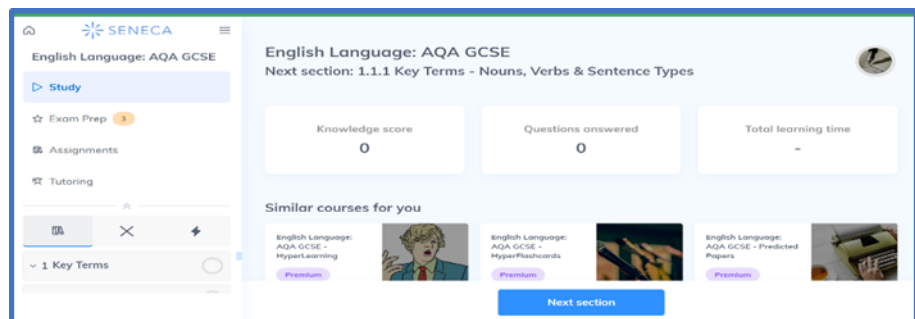 SENECA
English Language: AQA GCSE
Study
Exam Prep 3
Assignments
Tutoring
1 Key Terms
English Language: AQA GCSE
Next section: 1.1.1 Key Terms - Nouns, Verbs & Sentence Types
Knowledge score
0
Questions answered
0
Total learning time
-
Similar courses for you
English Language:
AQA GCSE -
HyperLearning
Premium
English Language:
AQA GCSE -
HyperFlashcards
Premium
English Language:
AQA GCSE - Predicted
Papers
Premium
Next section